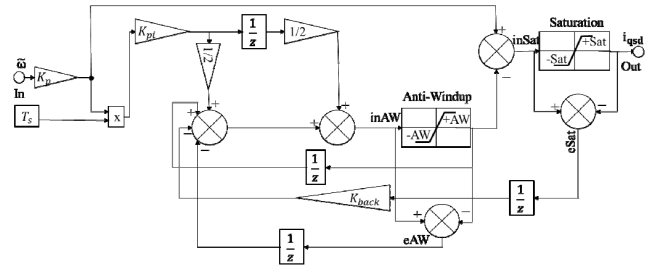 Saturation
K_pi
1/z
1/2
inSat
+Sat
-Sat
i_qsd
Out
ε̃
In
K_p
1/2
T_s
x
Anti-Windup
inAW
+AW
-AW
eSat
1/z
K_back
1/z
eAW
1/z
+
-
+
+
+
-
-
+
+
+
-
+
-